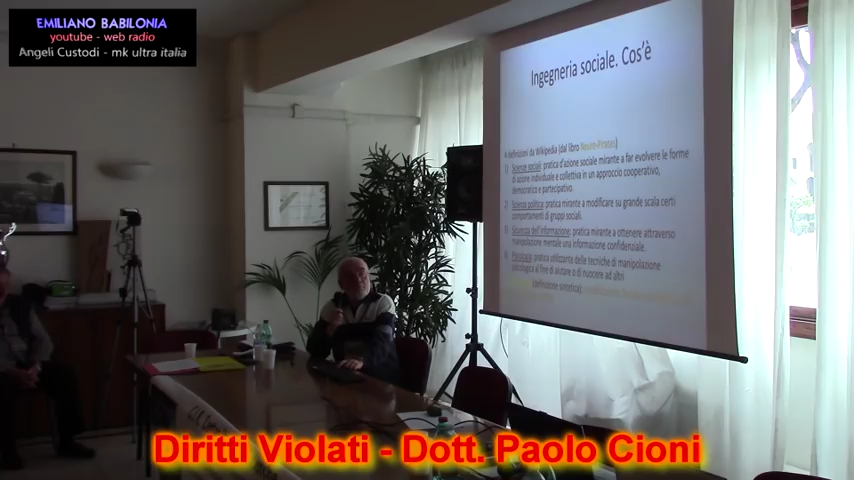 EMILIANO BABILONIA
youtube - web radio
Angeli Custodi - mk ultra italia
Ingegneria sociale. Cos'è
4 definizioni da Wikipedia (dal libro Neuro-Pirates)
1) Scienze sociali: pratica d'azione sociale mirante a far evolvere le forme
di azione individuale e collettiva in un approccio cooperativo,
democratico e partecipativo.
2) Scienza politica: pratica mirante a modificare su grande scala certi
comportamenti di gruppi sociali.
3) Sicurezza dell'informazione: pratica mirante a ottenere attraverso
manipolazione mentale una informazione confidenziale.
4) Psicologia: pratica utilizzante delle tecniche di manipolazione
psicologica al fine di aiutare o di nuocere ad altri
(definizione sintetica)
Diritti Violati - Dott. Paolo Cioni